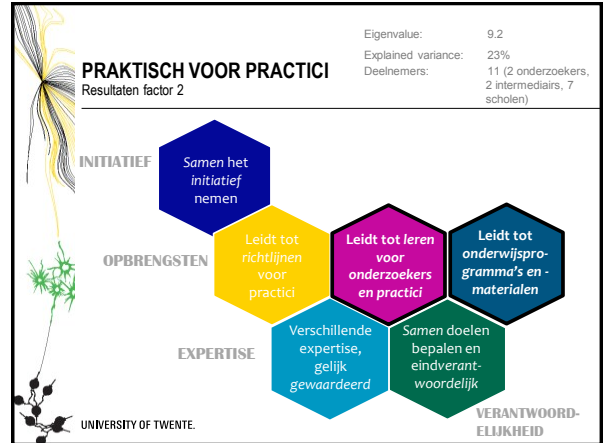 PRAKTISCH VOOR PRACTICI
Resultaten factor 2
Eigenvalue: 9.2
Explained variance: 23%
Deelnemers: 11 (2 onderzoekers,
2 intermediairs, 7
scholen)
INITIATIEF
Samen het
initiatief
nemen
OPBRENGSTEN
Leidt tot
richtlijnen
voor
practici
Leidt tot leren
voor
onderzoekers
en practici
Leidt tot
onderwijspro-
gramma's en -
materialen
EXPERTISE
Verschillende
expertise,
gelijk
gewaardeerd
Samen doelen
bepalen en
eindverant-
woordelijk
VERANTWOORD-
ELIJKHEID
UNIVERSITY OF TWENTE.